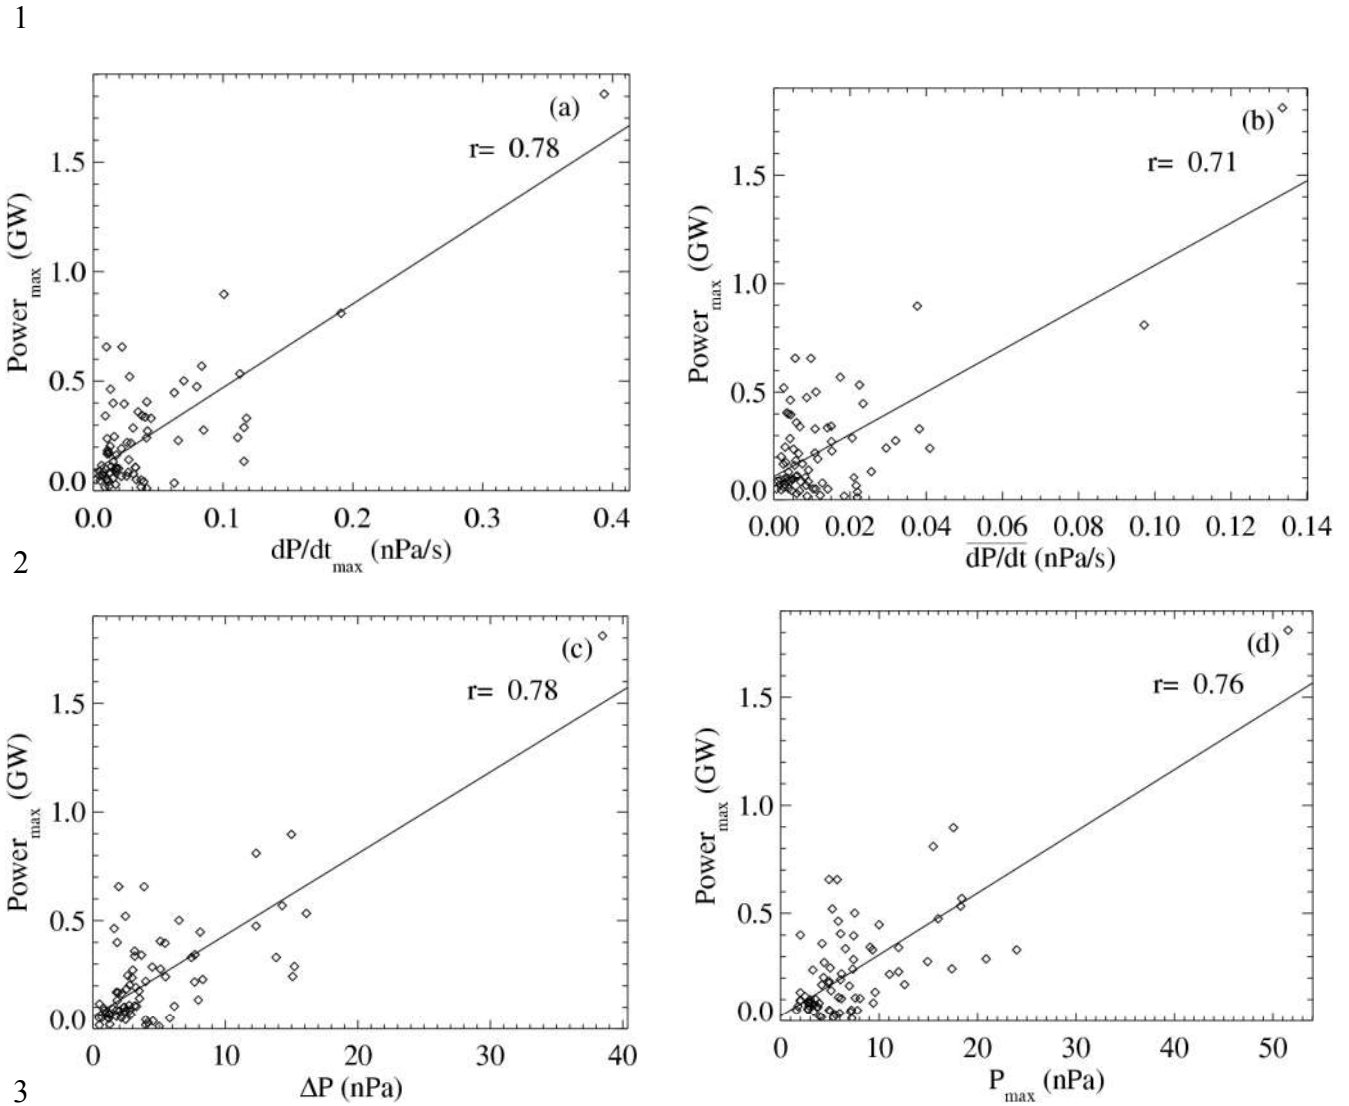 1
(a)
r= 0.78
Power_max (GW)
1.5
1.0
0.5
0.0
0.0 0.1 0.2 0.3 0.4
dP/dt_max (nPa/s)
(b)
r= 0.71
Power_max (GW)
1.5
1.0
0.5
0.0
0.00 0.02 0.04 0.06 0.08 0.10 0.12 0.14
dP/dt (nPa/s)
2
(c)
r= 0.78
Power_max (GW)
1.5
1.0
0.5
0.0
0 10 20 30 40
ΔP (nPa)
(d)
r= 0.76
Power_max (GW)
1.5
1.0
0.5
0.0
0 10 20 30 40 50
P_max (nPa)
3